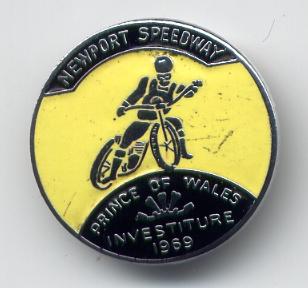 NEWPORT SPEEDWAY
PRINCE OF WALES
INVESTITURE
1969